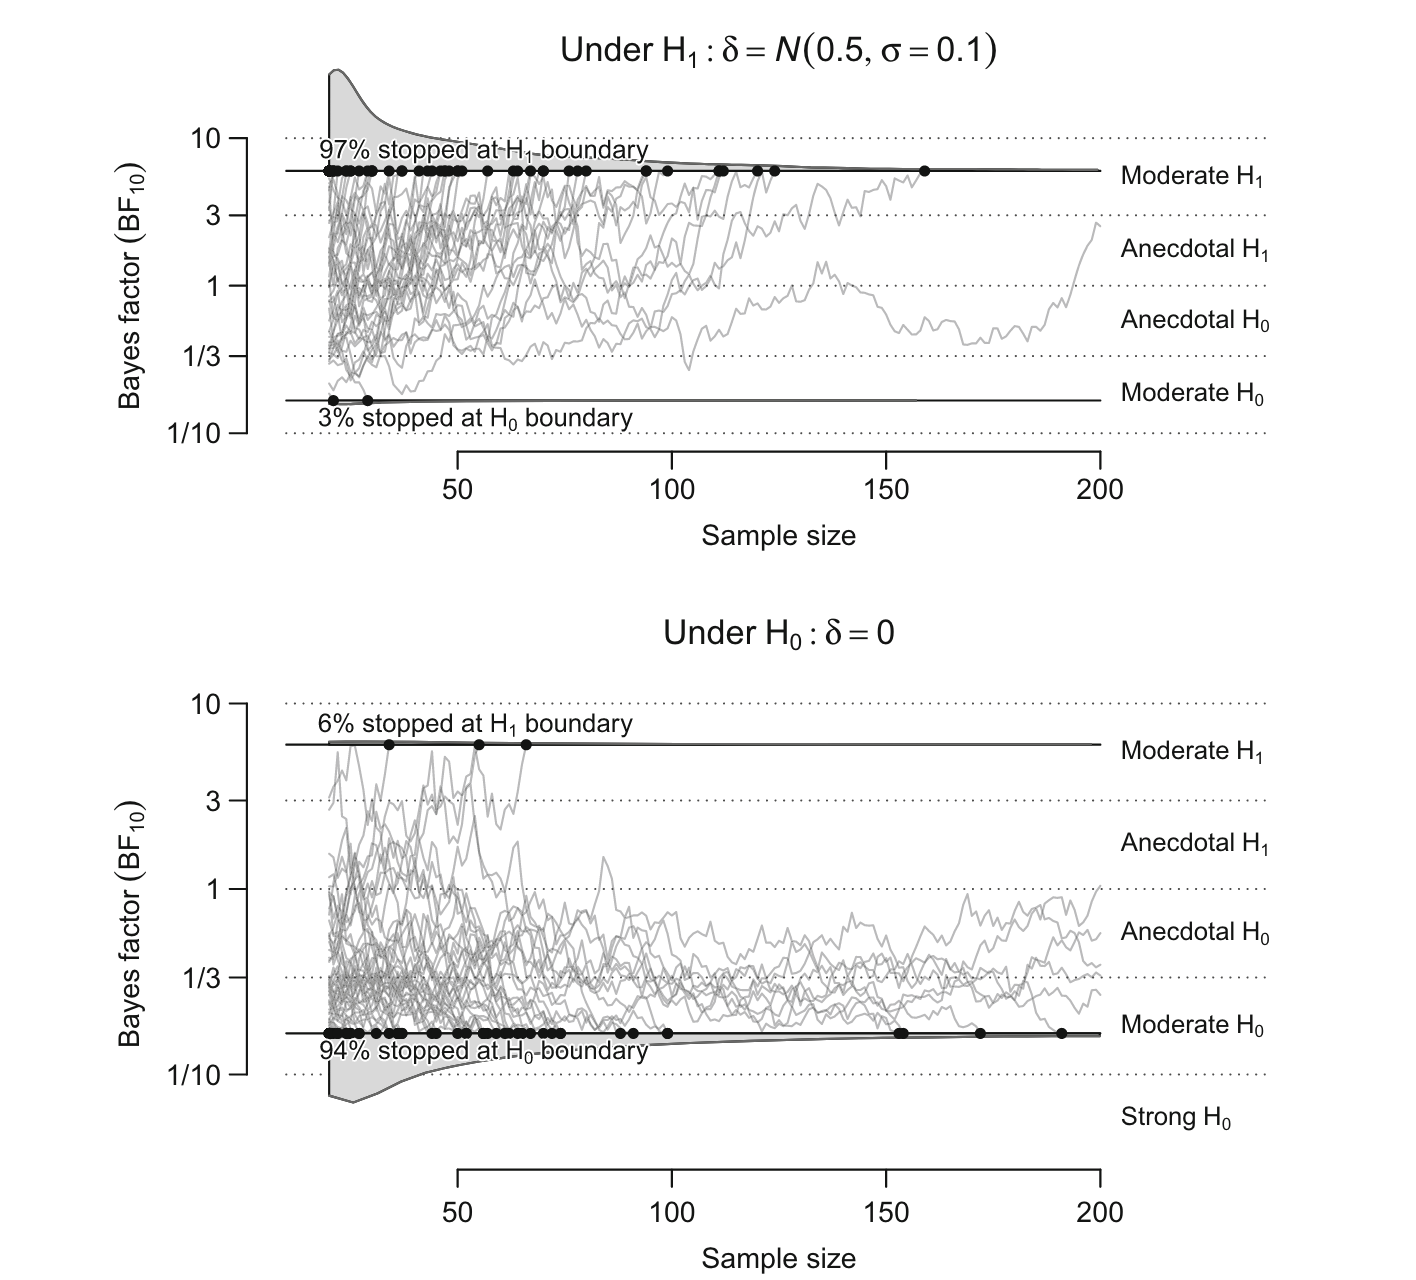 Under H₁ : δ = N(0.5, σ = 0.1)
10
3
1
1/3
1/10
Bayes factor (BF₁₀)
97% stopped at H₁ boundary
3% stopped at H₀ boundary
Moderate H₁
Anecdotal H₁
Anecdotal H₀
Moderate H₀
50 100 150 200
Sample size
Under H₀ : δ = 0
10
3
1
1/3
1/10
Bayes factor (BF₁₀)
6% stopped at H₁ boundary
94% stopped at H₀ boundary
Moderate H₁
Anecdotal H₁
Anecdotal H₀
Moderate H₀
Strong H₀
50 100 150 200
Sample size